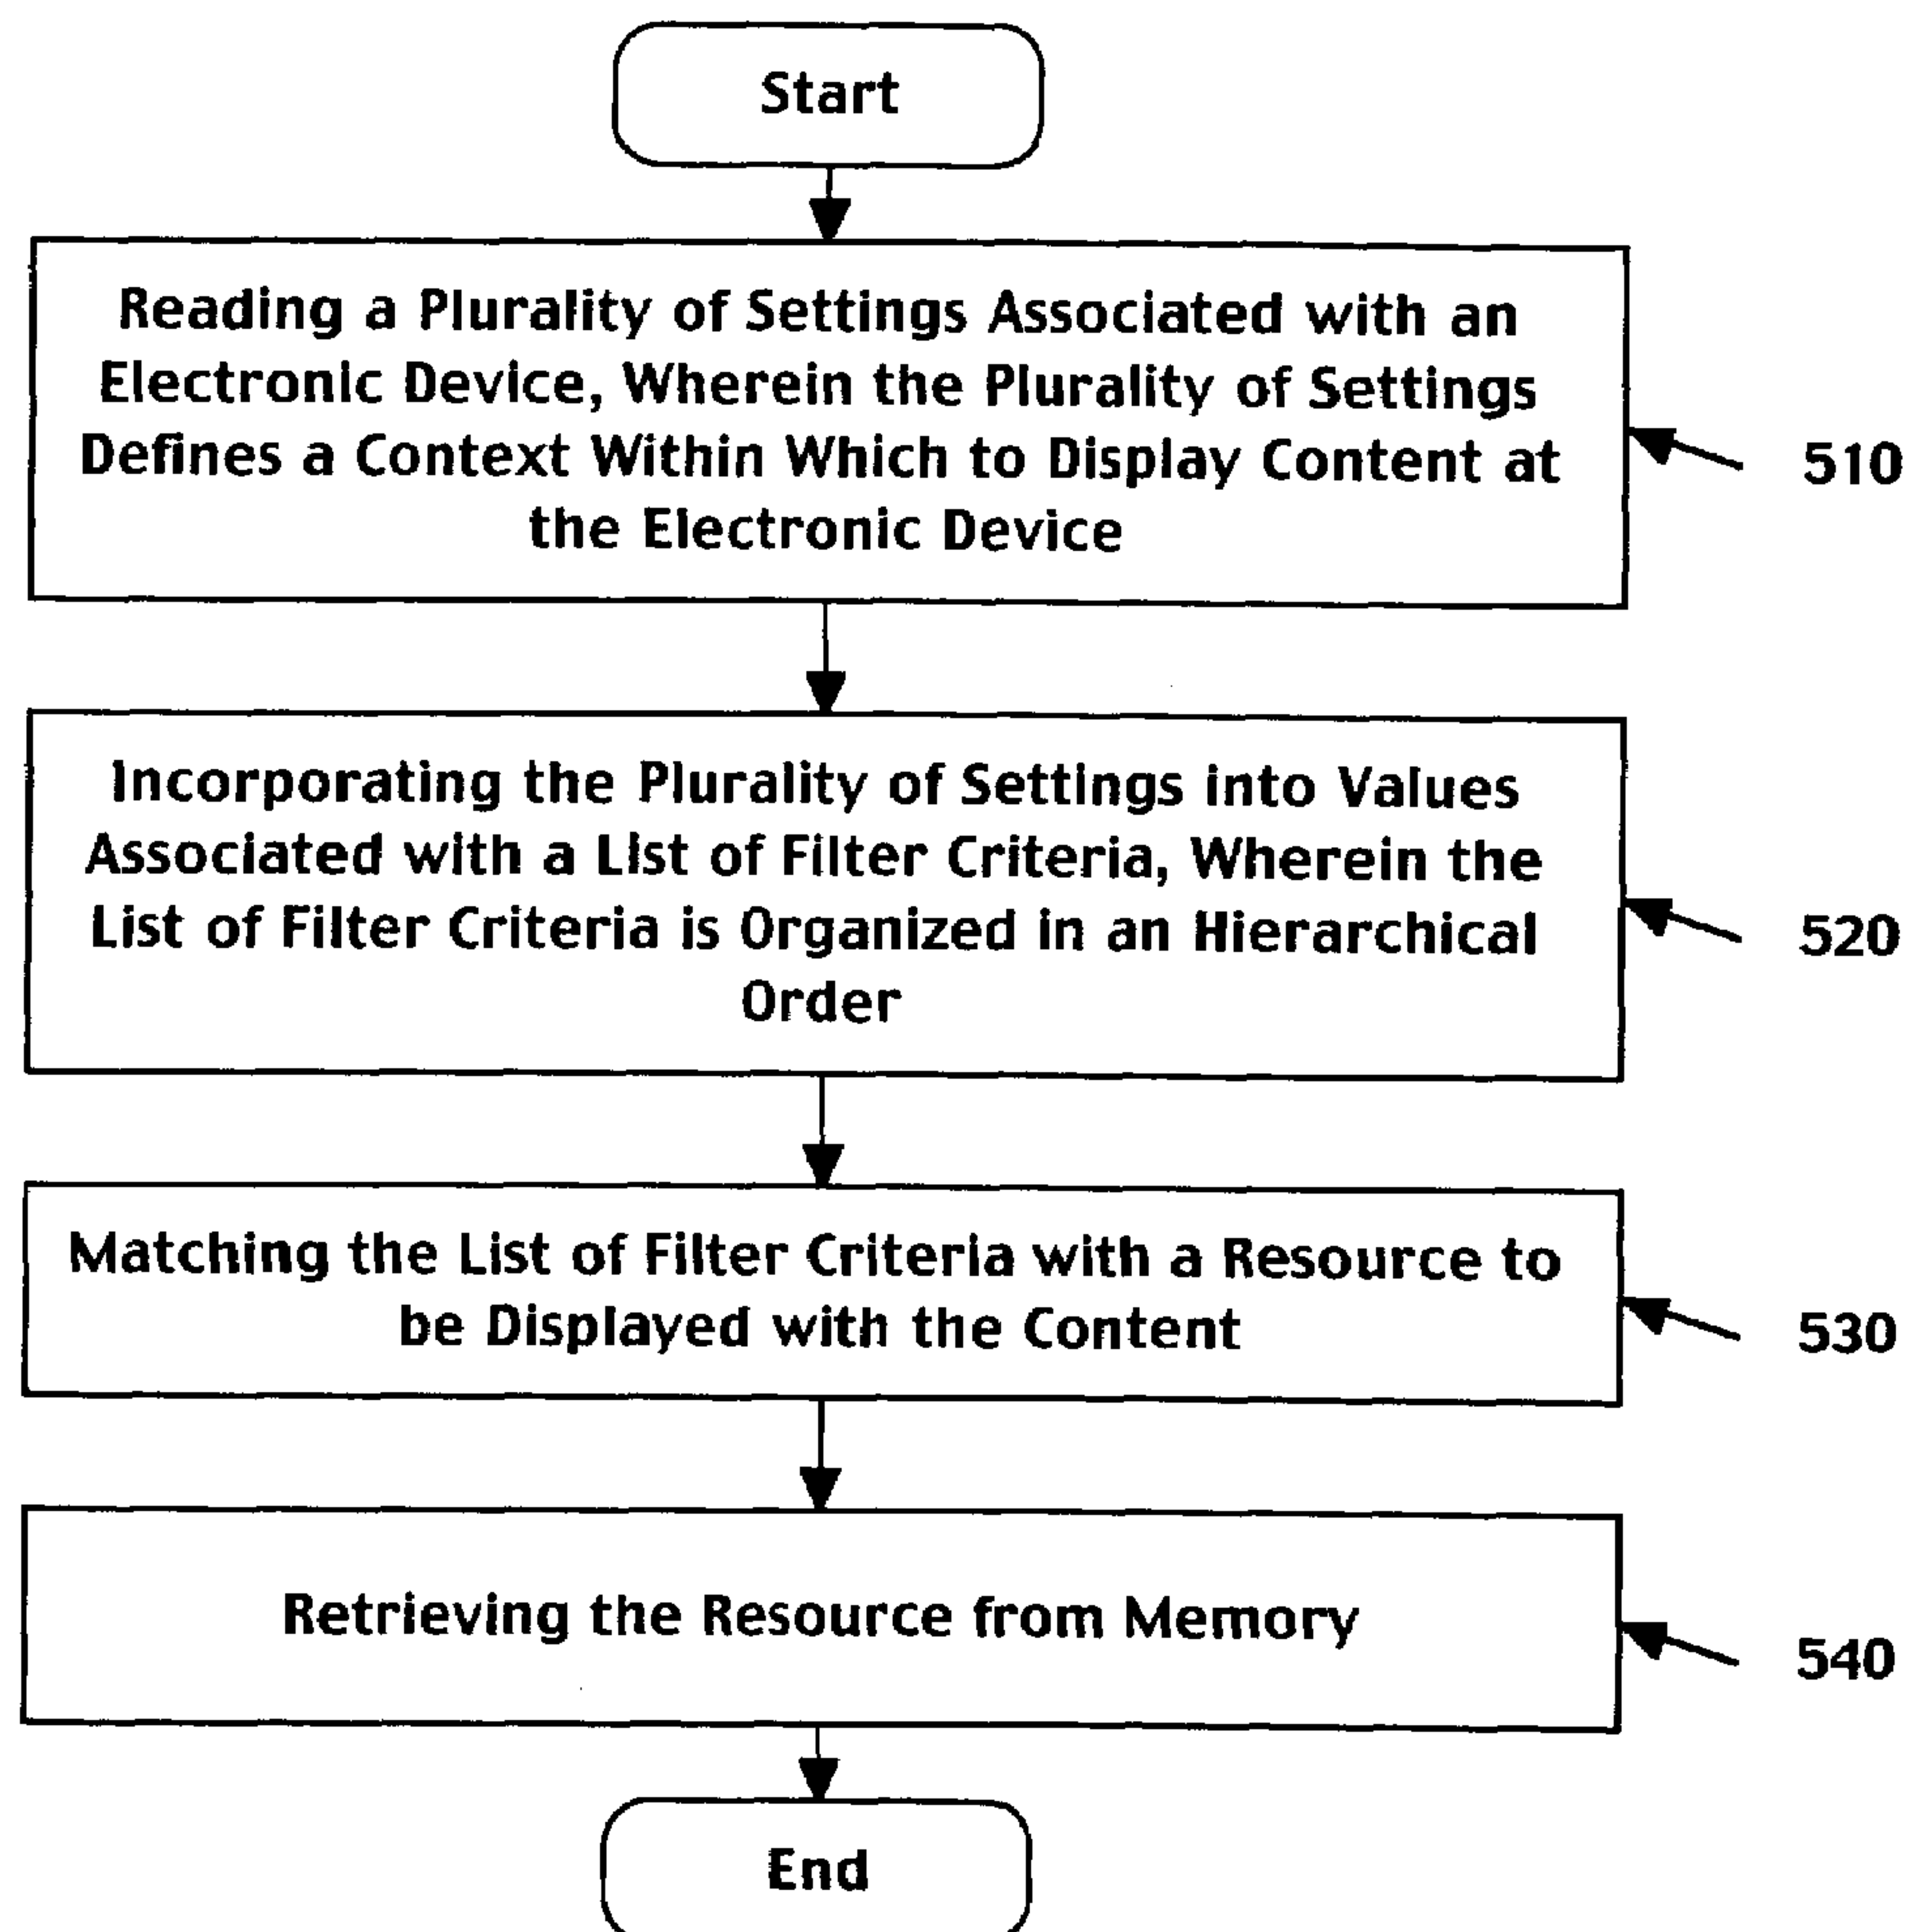 Start
Reading a Plurality of Settings Associated with an
Electronic Device, Wherein the Plurality of Settings
Defines a Context Within Which to Display Content at
the Electronic Device
510
Incorporating the Plurality of Settings into Values
Associated with a List of Filter Criteria, Wherein the
List of Filter Criteria is Organized in an Hierarchical
Order
520
Matching the List of Filter Criteria with a Resource to
be Displayed with the Content
530
Retrieving the Resource from Memory
540
End